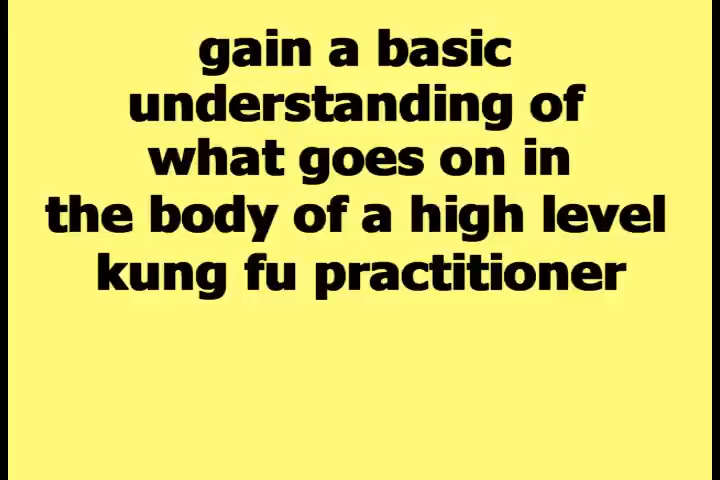 gain a basic
understanding of
what goes on in
the body of a high level
kung fu practitioner